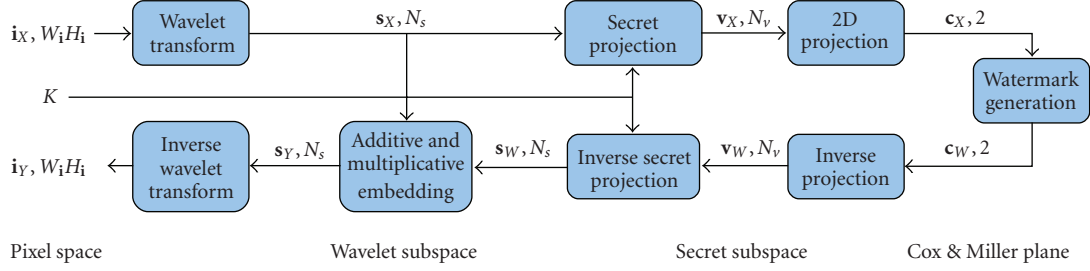 i_X, W_i H_i
Wavelet
transform
s_X, N_s
Secret
projection
v_X, N_v
2D
projection
c_X, 2
Watermark
generation
K
i_Y, W_i H_i
Inverse
wavelet
transform
s_Y, N_s
Additive and
multiplicative
embedding
s_W, N_s
Inverse secret
projection
v_W, N_v
Inverse
projection
c_W, 2
Pixel space
Wavelet subspace
Secret subspace
Cox & Miller plane